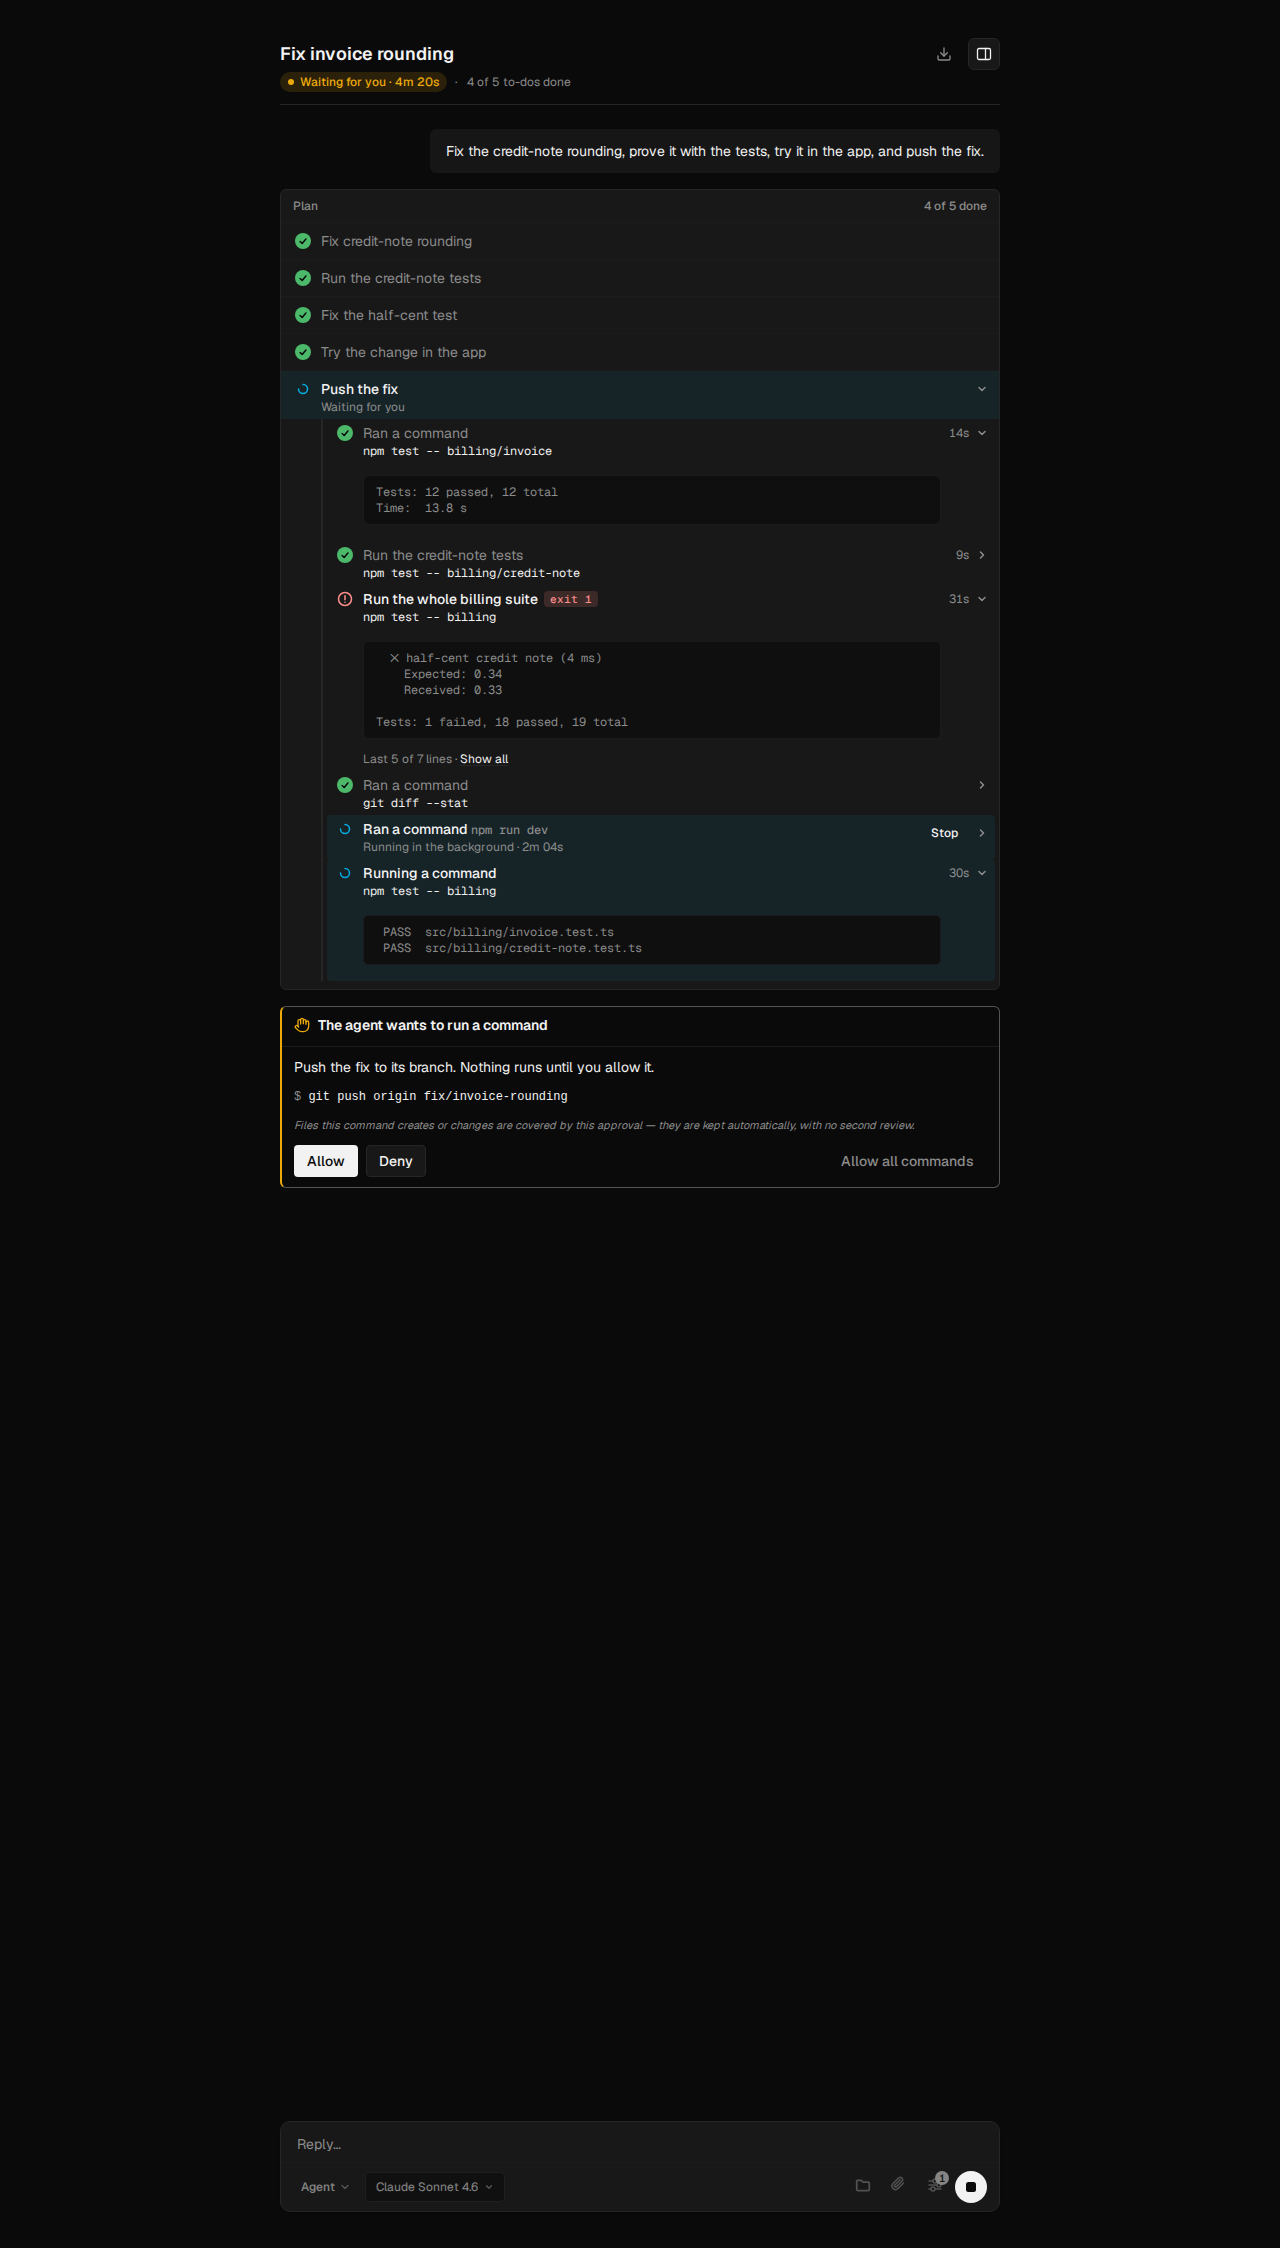 Fix invoice rounding
Waiting for you · 4m 20s · 4 of 5 to-dos done
Fix the credit-note rounding, prove it with the tests, try it in the app, and push the fix.
Plan 4 of 5 done
Fix credit-note rounding
Run the credit-note tests
Fix the half-cent test
Try the change in the app
Push the fix
Waiting for you
Ran a command 14s
npm test -- billing/invoice
Tests: 12 passed, 12 total
Time:  13.8 s
Run the credit-note tests 9s
npm test -- billing/credit-note
Run the whole billing suite exit 1 31s
npm test -- billing
× half-cent credit note (4 ms)
Expected: 0.34
Received: 0.33
Tests: 1 failed, 18 passed, 19 total
Last 5 of 7 lines · Show all
Ran a command
git diff --stat
Ran a command npm run dev Stop
Running in the background · 2m 04s
Running a command 30s
npm test -- billing
PASS  src/billing/invoice.test.ts
PASS  src/billing/credit-note.test.ts
The agent wants to run a command
Push the fix to its branch. Nothing runs until you allow it.
$ git push origin fix/invoice-rounding
Files this command creates or changes are covered by this approval — they are kept automatically, with no second review.
Allow Deny Allow all commands
Reply...
Agent Claude Sonnet 4.6 1